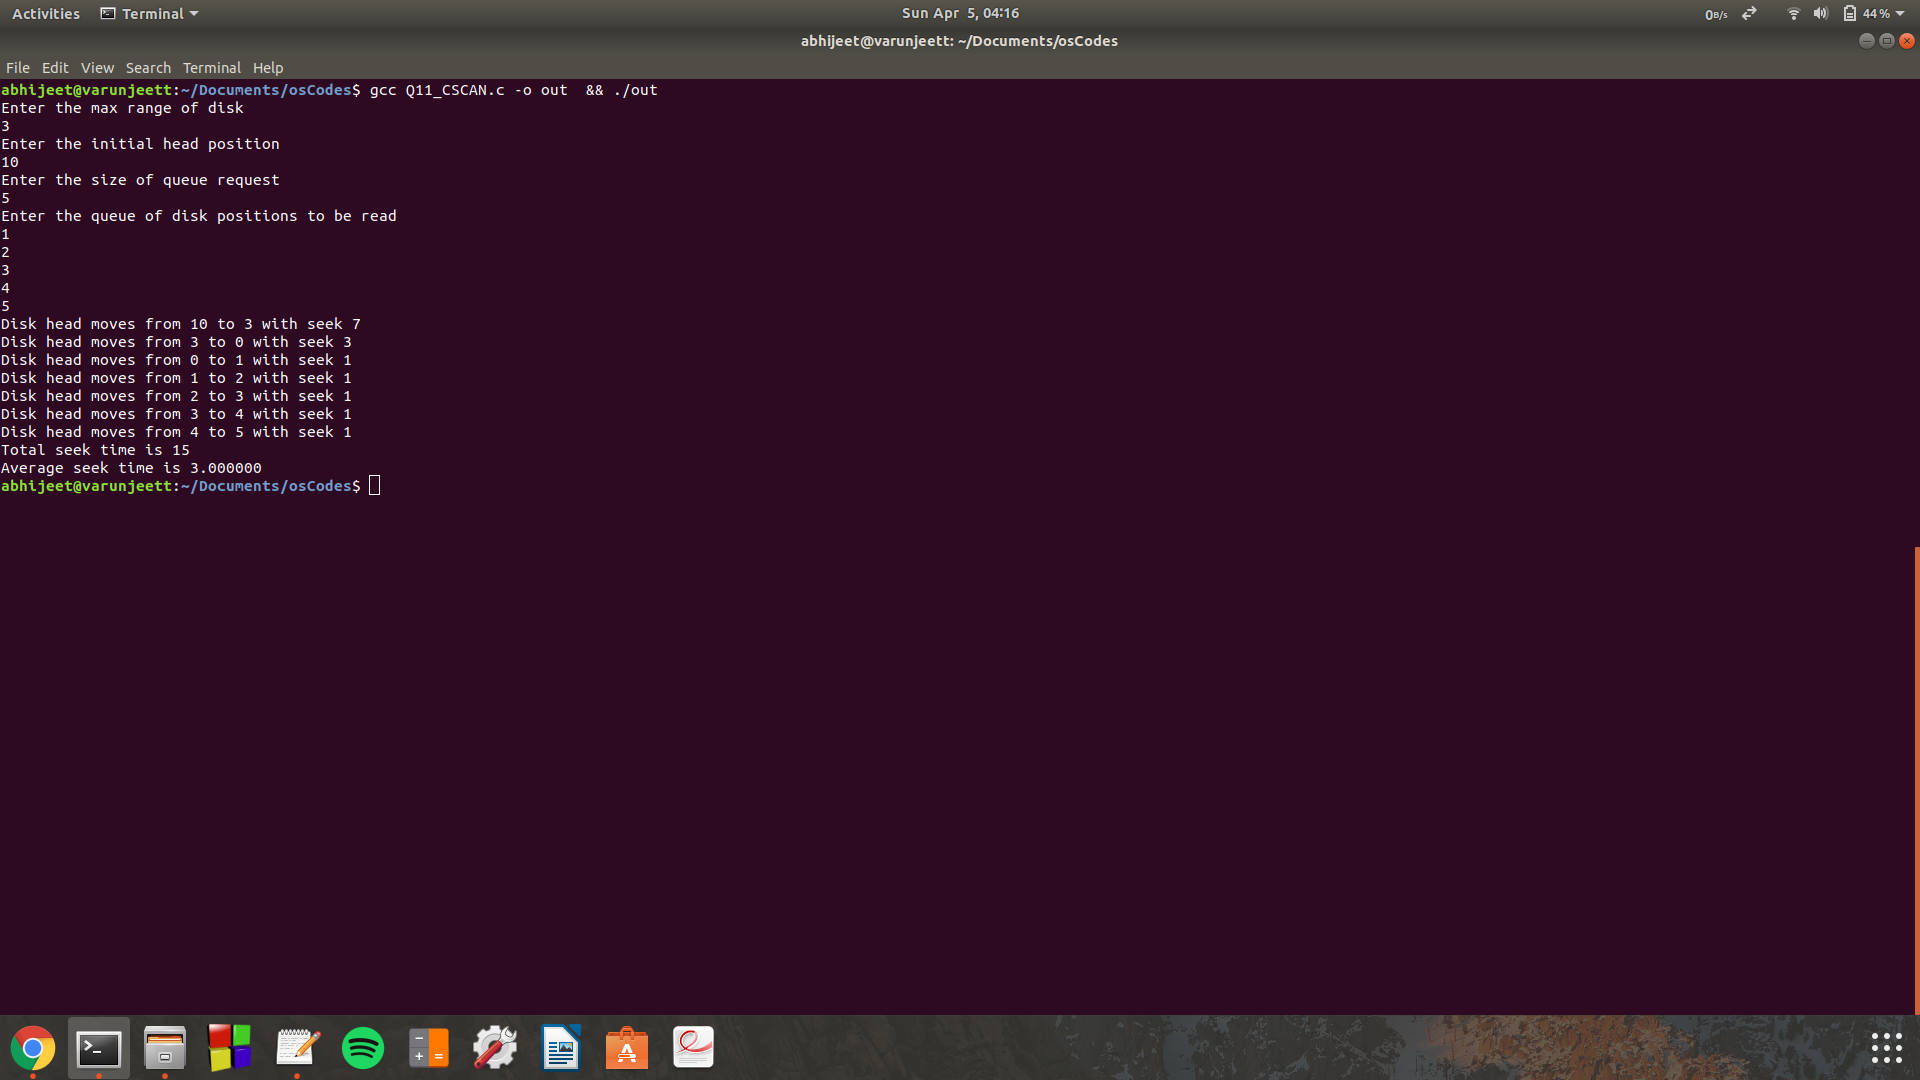 Activities Terminal Sun Apr 5, 04:16 0B/s 44%
abhijeet@varunjeett: ~/Documents/osCodes
File Edit View Search Terminal Help
abhijeet@varunjeett:~/Documents/osCodes$ gcc Q11_CSCAN.c -o out  && ./out
Enter the max range of disk
3
Enter the initial head position
10
Enter the size of queue request
5
Enter the queue of disk positions to be read
1
2
3
4
5
Disk head moves from 10 to 3 with seek 7
Disk head moves from 3 to 0 with seek 3
Disk head moves from 0 to 1 with seek 1
Disk head moves from 1 to 2 with seek 1
Disk head moves from 2 to 3 with seek 1
Disk head moves from 3 to 4 with seek 1
Disk head moves from 4 to 5 with seek 1
Total seek time is 15
Average seek time is 3.000000
abhijeet@varunjeett:~/Documents/osCodes$